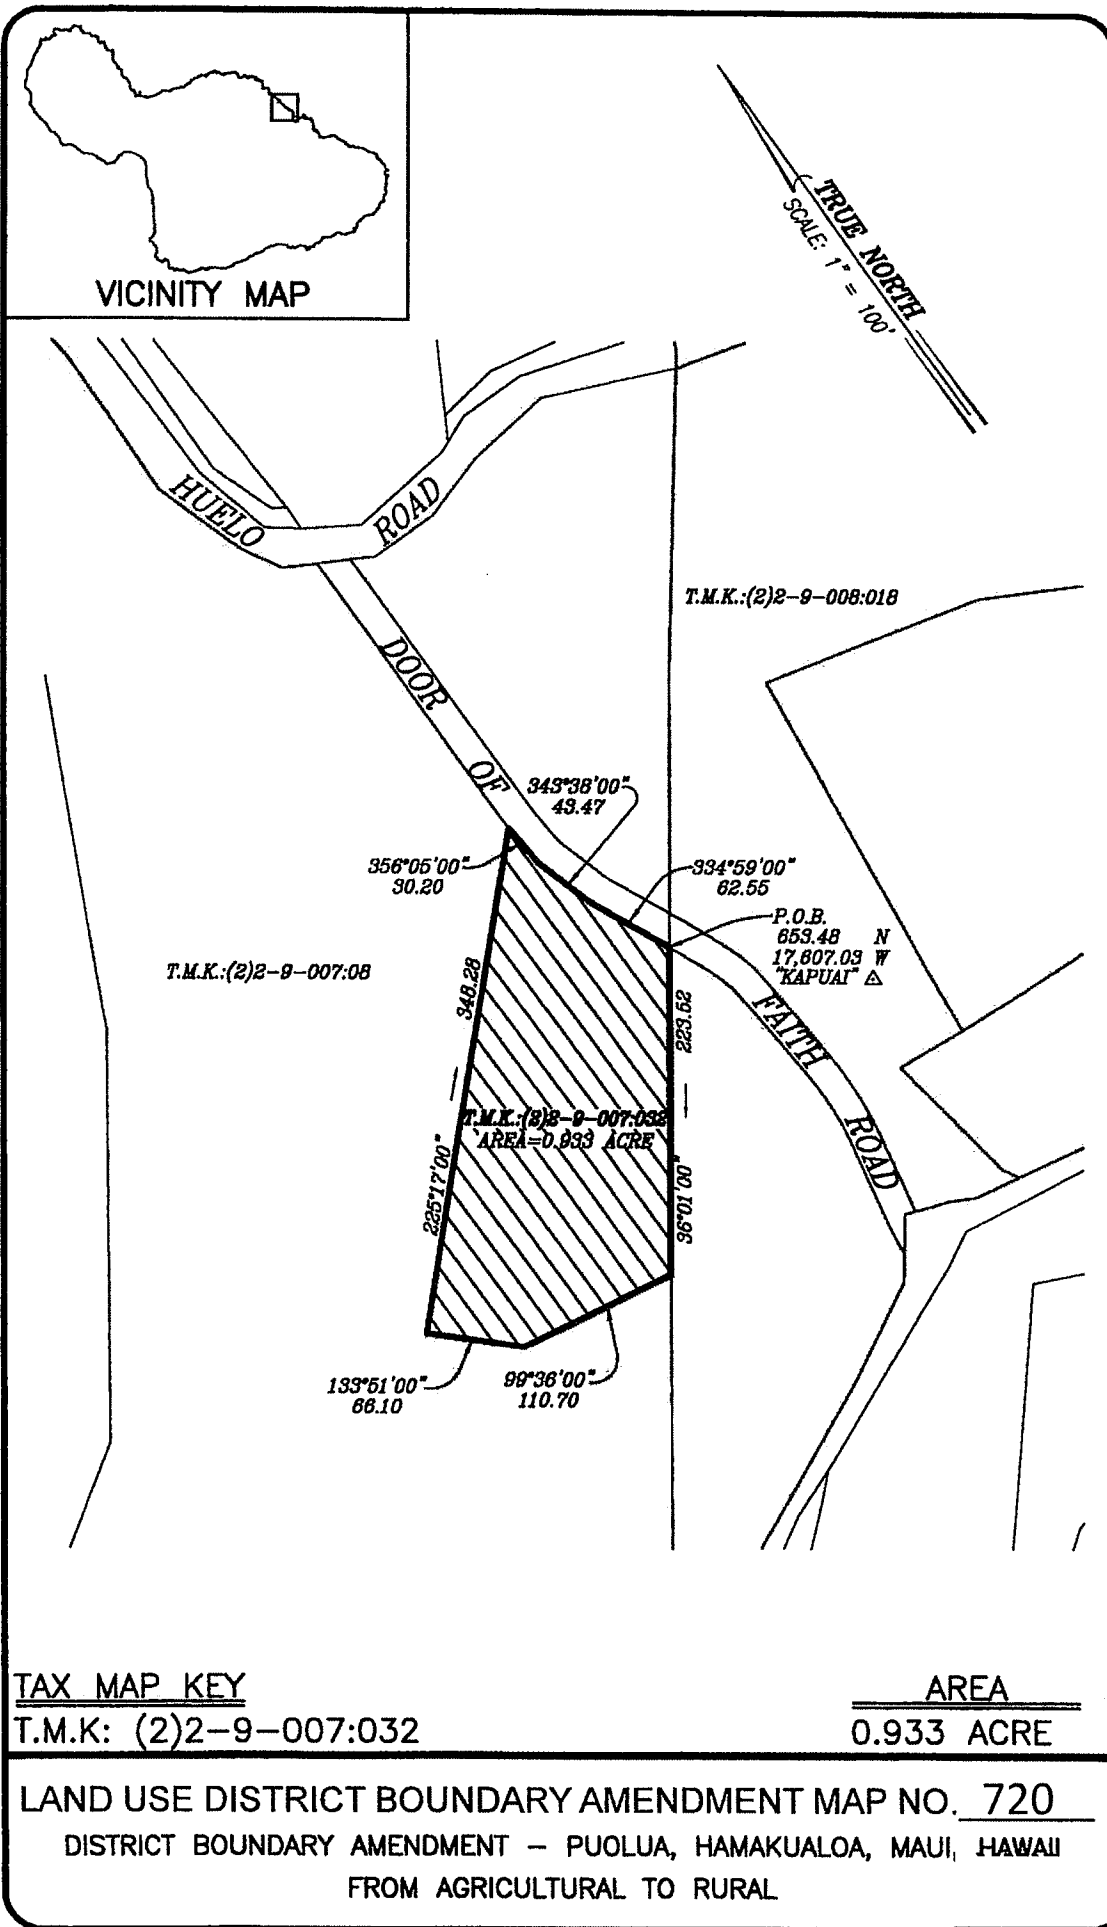 VICINITY MAP
TRUE NORTH
SCALE: 1" = 100'
HUELO ROAD
T.M.K.:(2)2-9-008:018
DOOR OF FAITH ROAD
343°38'00"
43.47
356°05'00"
30.20
334°59'00"
62.55
P.O.B.
653.48 N
17,607.03 W
"KAPUAI"
T.M.K.:(2)2-9-007:08
348.28
225°17'00"
223.52
36°01'00"
T.M.K.:(2)2-9-007:032
AREA=0.933 ACRE
133°51'00"
66.10
99°36'00"
110.70
TAX MAP KEY
T.M.K: (2)2-9-007:032
AREA
0.933 ACRE
LAND USE DISTRICT BOUNDARY AMENDMENT MAP NO. 720
DISTRICT BOUNDARY AMENDMENT - PUOLUA, HAMAKUALOA, MAUI, HAWAII
FROM AGRICULTURAL TO RURAL